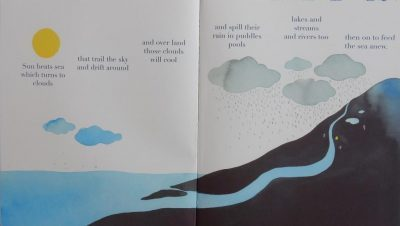 Sun heats sea
which turns to
clouds
that trail the sky
and drift around
and over land
those clouds
will cool
and spill their
rain in puddles
pools
lakes and
streams
and rivers too
then on to feed
the sea anew.